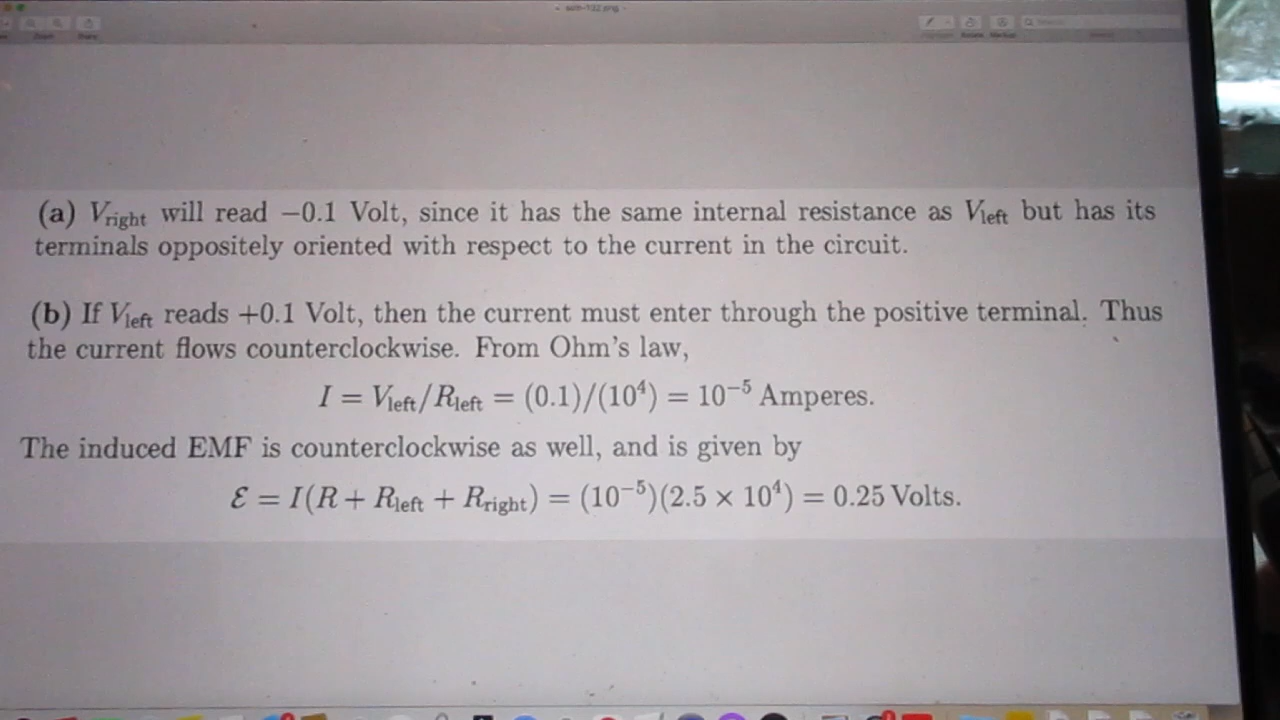 (a) V_right will read −0.1 Volt, since it has the same internal resistance as V_left but has its
terminals oppositely oriented with respect to the current in the circuit.
(b) If V_left reads +0.1 Volt, then the current must enter through the positive terminal. Thus
the current flows counterclockwise. From Ohm's law,
I = V_left/R_left = (0.1)/(10⁴) = 10⁻⁵ Amperes.
The induced EMF is counterclockwise as well, and is given by
ℰ = I(R + R_left + R_right) = (10⁻⁵)(2.5 × 10⁴) = 0.25 Volts.